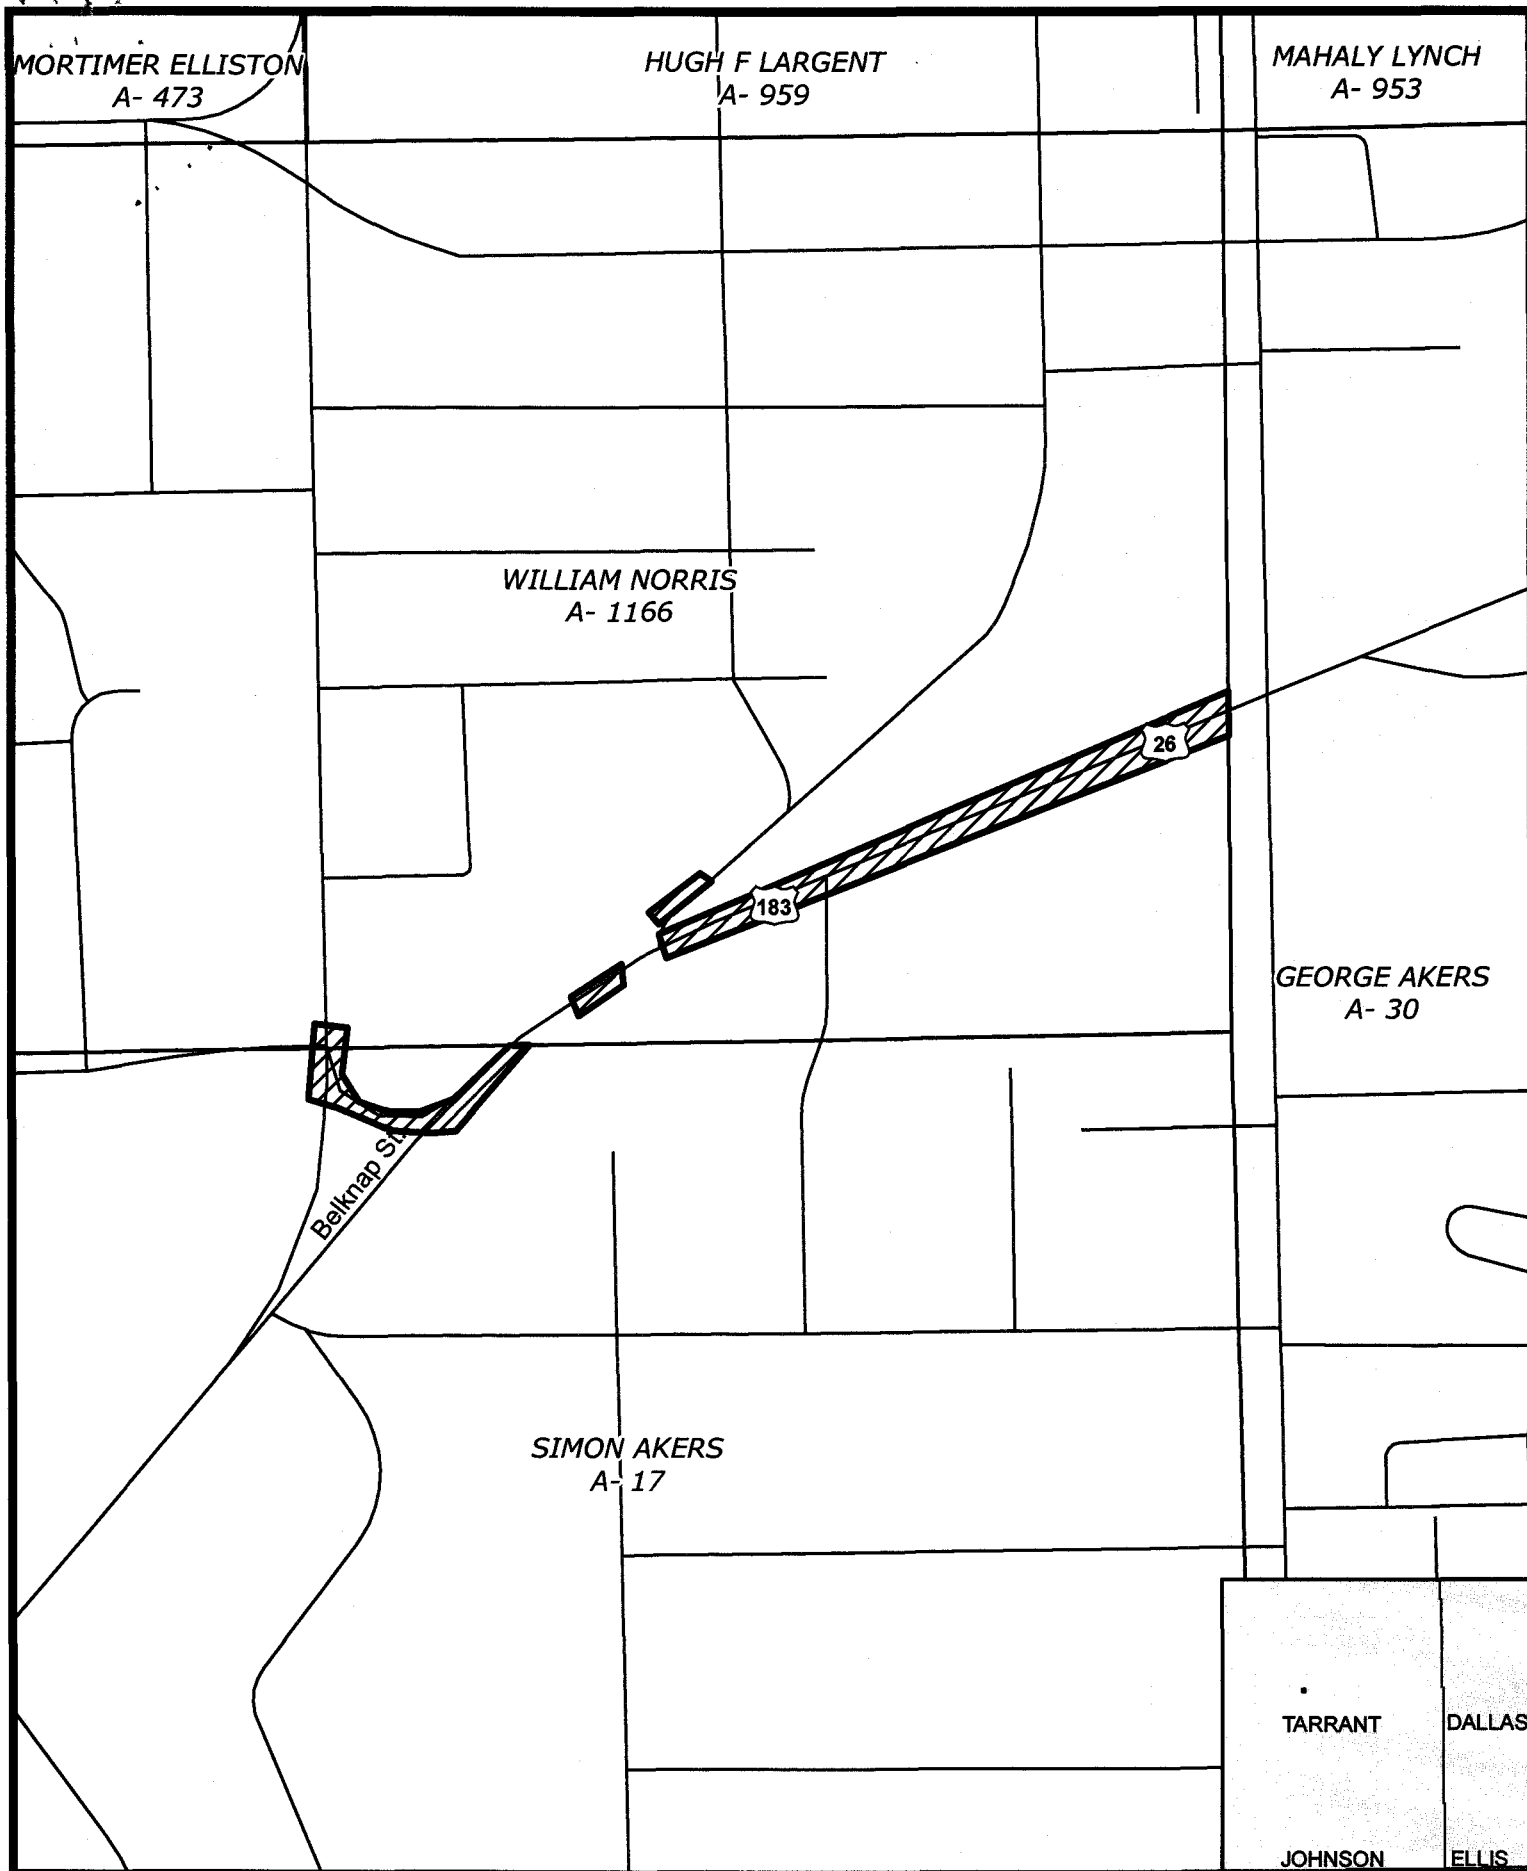 MORTIMER ELLISTON
A- 473
HUGH F LARGENT
A- 959
MAHALY LYNCH
A- 953
WILLIAM NORRIS
A- 1166
26
183
GEORGE AKERS
A- 30
Belknap St.
SIMON AKERS
A- 17
TARRANT
DALLAS
JOHNSON
ELLIS